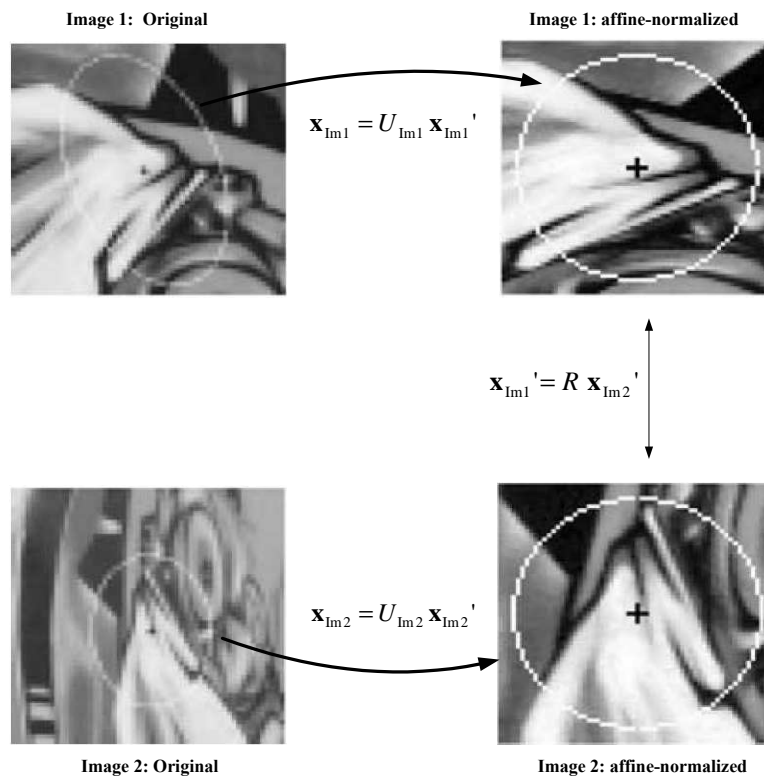 Image 1: Original
Image 1: affine-normalized
x_Im1 = U_Im1 x_Im1'
x_Im1' = R x_Im2'
x_Im2 = U_Im2 x_Im2'
Image 2: Original
Image 2: affine-normalized